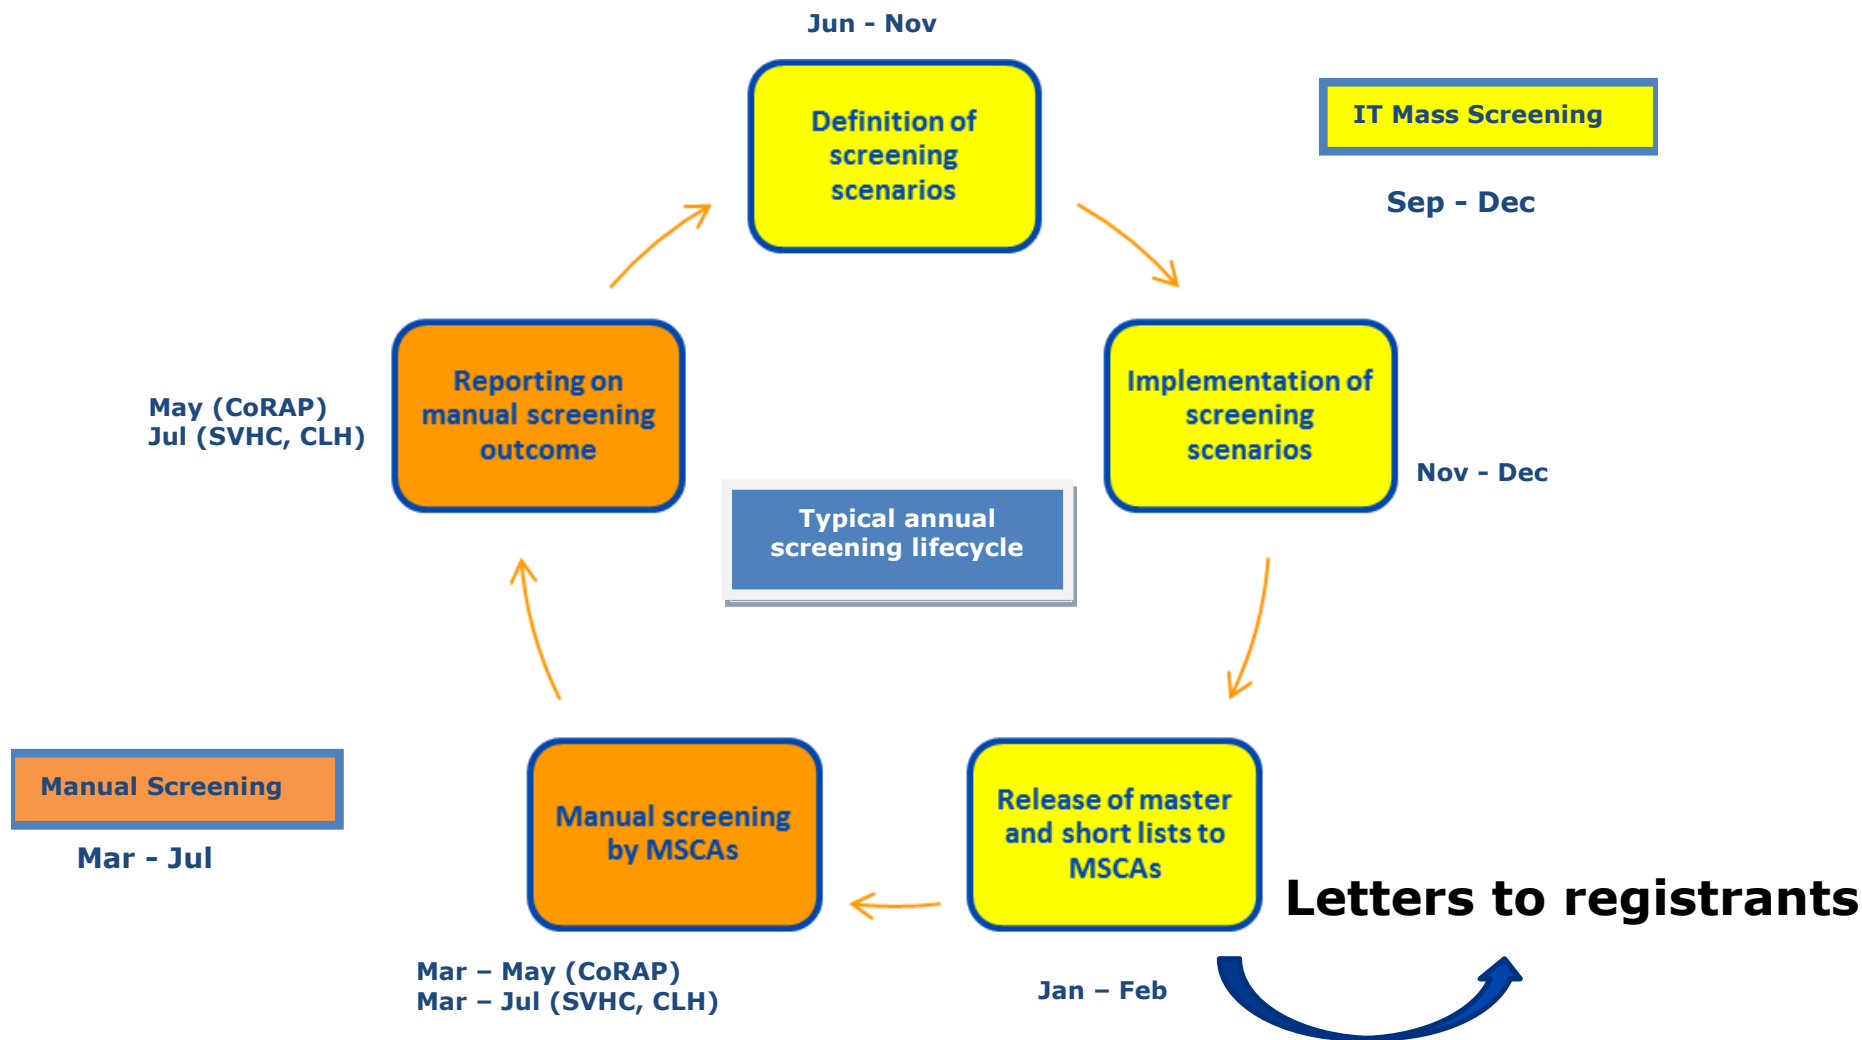 Jun - Nov
Definition of
screening
scenarios
IT Mass Screening
Sep - Dec
Reporting on
manual screening
outcome
May (CoRAP)
Jul (SVHC, CLH)
Implementation of
screening
scenarios
Nov - Dec
Typical annual
screening lifecycle
Manual Screening
Mar - Jul
Manual screening
by MSCAs
Mar – May (CoRAP)
Mar – Jul (SVHC, CLH)
Release of master
and short lists to
MSCAs
Jan – Feb
Letters to registrants